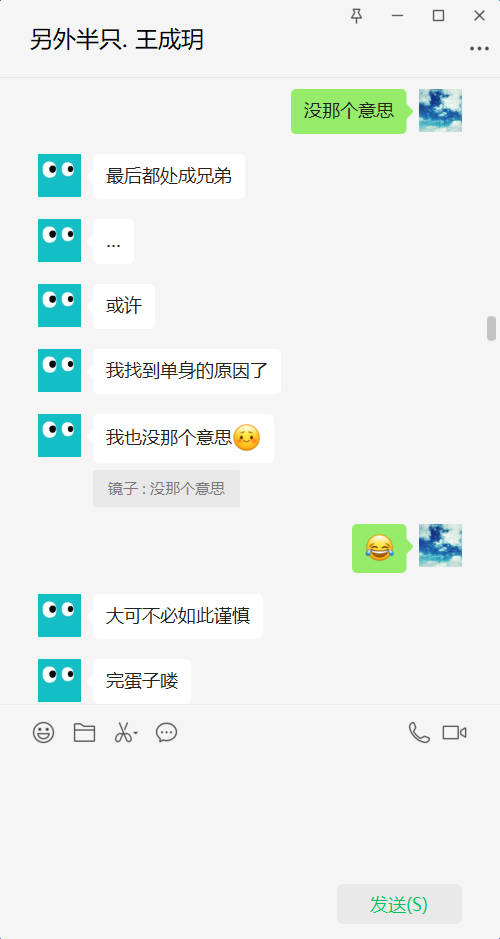 另外半只. 王成玥
没那个意思
最后都处成兄弟
...
或许
我找到单身的原因了
我也没那个意思
镜子 : 没那个意思
大可不必如此谨慎
完蛋子喽
发送(S)